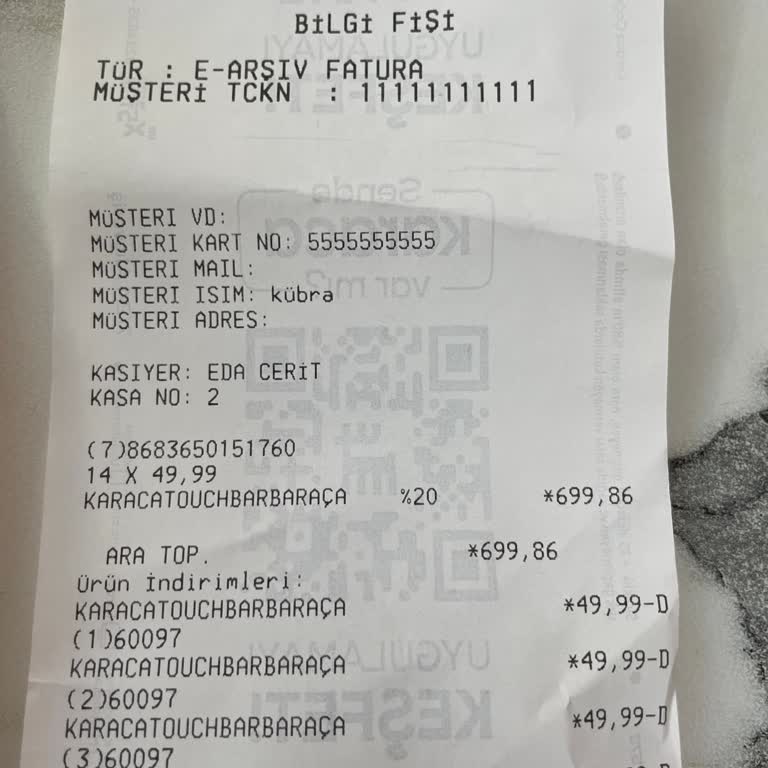 BİLGİ FİŞİ
TÜR : E-ARŞIV FATURA
MÜŞTERİ TCKN : 11111111111
MÜSTERI VD:
MÜSTERI KART NO: 5555555555
MÜSTERI MAIL:
MÜSTERI ISIM: kübra
MÜSTERI ADRES:
KASIYER: EDA CERİT
KASA NO: 2
(7)8683650151760
14 X 49,99
KARACATOUCHBARBARAÇA %20 *699,86
ARA TOP. *699,86
Ürün İndirimleri:
KARACATOUCHBARBARAÇA *49,99-D
(1)60097
KARACATOUCHBARBARAÇA *49,99-D
(2)60097
KARACATOUCHBARBARAÇA *49,99-D
(3)60097